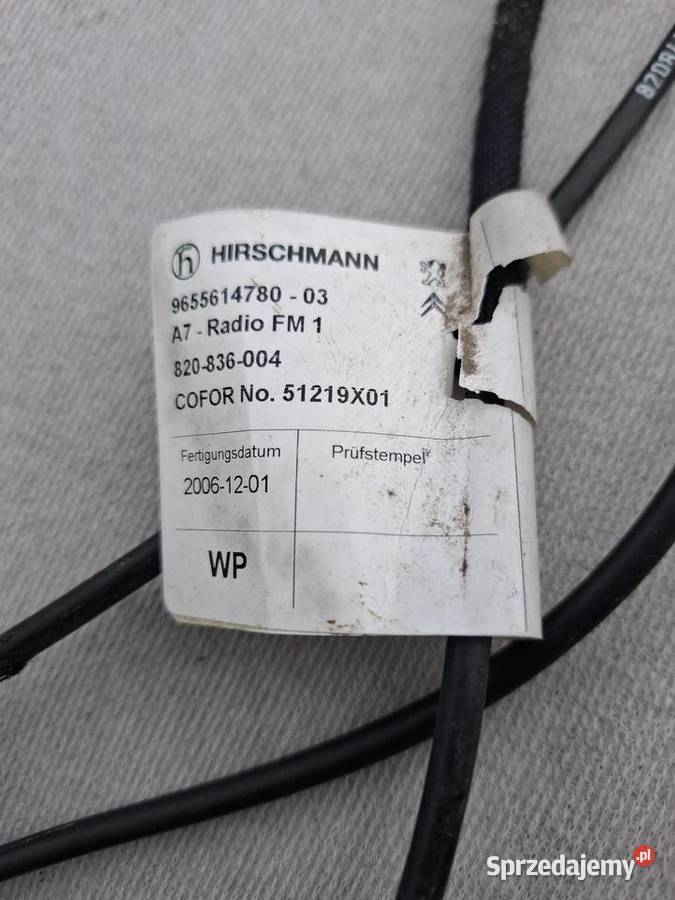 HIRSCHMANN
9655614780 - 03
A7 - Radio FM 1
820-836-004
COFOR No. 51219X01
Fertigungsdatum
Prüfstempel
2006-12-01
WP
Sprzedajemy.pl